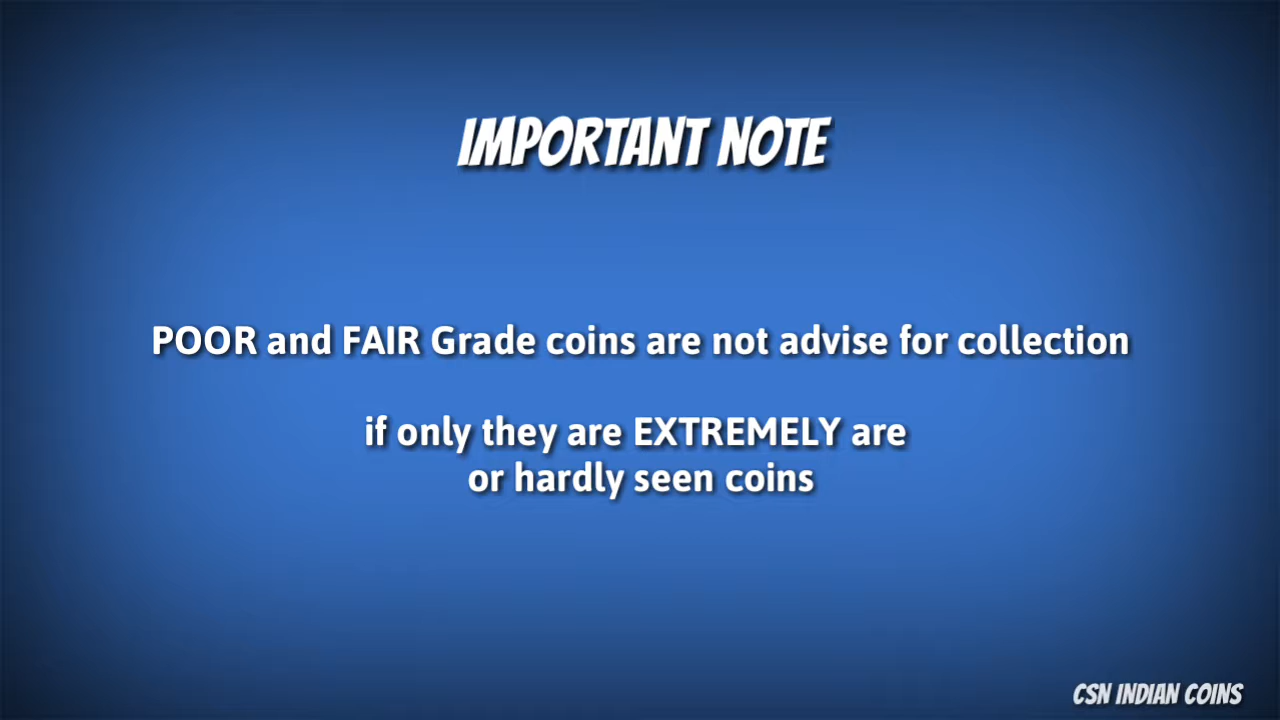 IMPORTANT NOTE
POOR and FAIR Grade coins are not advise for collection
if only they are EXTREMELY are
or hardly seen coins
CSN INDIAN COINS